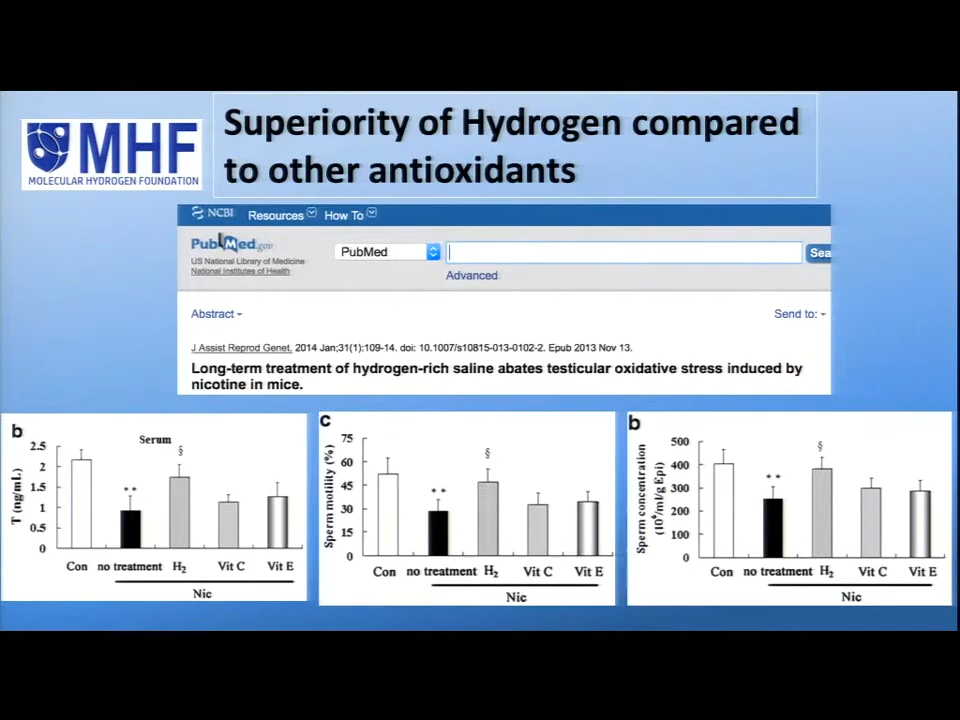 Superiority of Hydrogen compared
to other antioxidants
MHF
MOLECULAR HYDROGEN FOUNDATION
NCBI Resources How To
PubMed.gov
US National Library of Medicine
National Institutes of Health
PubMed
Sea
Advanced
Abstract
Send to:
J Assist Reprod Genet. 2014 Jan;31(1):109-14. doi: 10.1007/s10815-013-0102-2. Epub 2013 Nov 13.
Long-term treatment of hydrogen-rich saline abates testicular oxidative stress induced by
nicotine in mice.
b
Serum
T (ng/mL)
2.5
2
1.5
1
0.5
0
**
§
Con no treatment H2 Vit C Vit E
Nic
c
Sperm motility (%)
75
60
45
30
15
0
**
§
Con no treatment H2 Vit C Vit E
Nic
b
Sperm concentration
(10⁶/ml/g Epi)
500
400
300
200
100
0
**
§
Con no treatment H2 Vit C Vit E
Nic